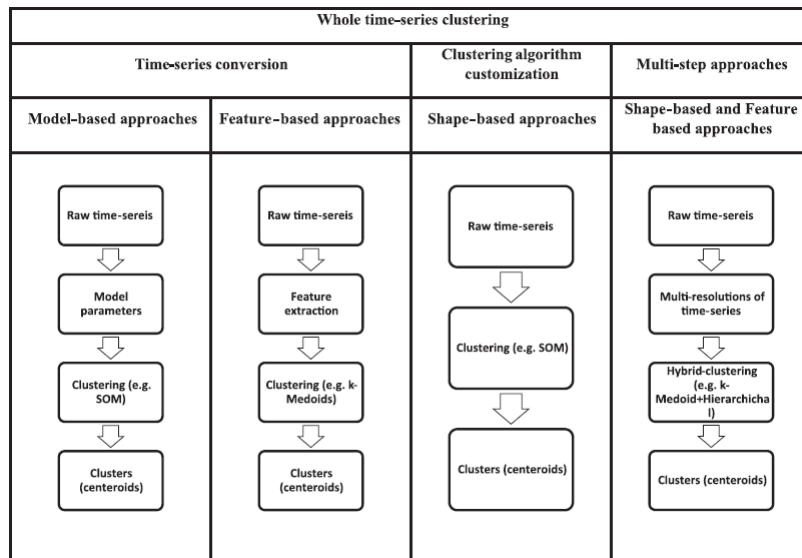 Whole time-series clustering
Time-series conversion
Clustering algorithm
customization
Multi-step approaches
Model-based approaches
Feature-based approaches
Shape-based approaches
Shape-based and Feature
based approaches
Raw time-sereis
Model
parameters
Clustering (e.g.
SOM)
Clusters
(centeroids)
Raw time-sereis
Feature
extraction
Clustering (e.g. k-
Medoids)
Clusters
(centeroids)
Raw time-sereis
Clustering (e.g. SOM)
Clusters (centeroids)
Raw time-sereis
Multi-resolutions of
time-series
Hybrid-clustering
(e.g. k-
Medoid+Hierarchicha
l)
Clusters (centeroids)